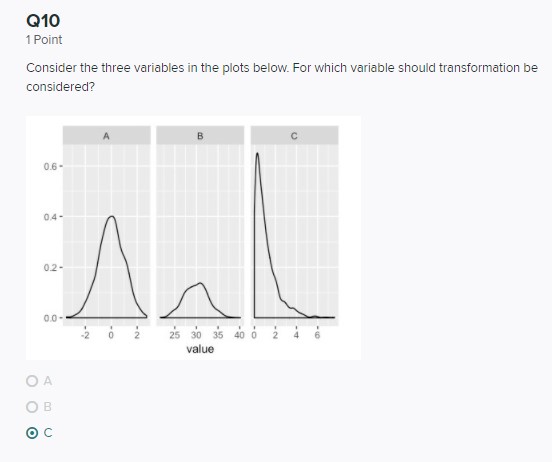 Q10
1 Point
Consider the three variables in the plots below. For which variable should transformation be
considered?
A B C
0.6
0.4
0.2
0.0
-2 0 2 25 30 35 40 0 2 4 6
value
A
B
C